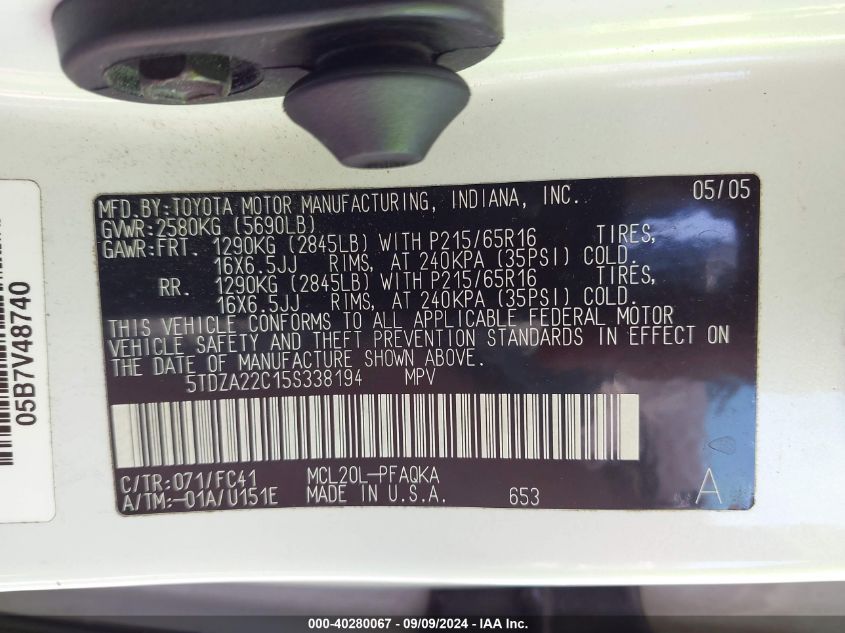 MFD.BY:TOYOTA MOTOR MANUFACTURING, INDIANA, INC. 05/05
GVWR:2580KG (5690LB)
GAWR:FRT. 1290KG (2845LB) WITH P215/65R16 TIRES,
16X6.5JJ RIMS, AT 240KPA (35PSI) COLD.
RR. 1290KG (2845LB) WITH P215/65R16 TIRES,
16X6.5JJ RIMS, AT 240KPA (35PSI) COLD.
THIS VEHICLE CONFORMS TO ALL APPLICABLE FEDERAL MOTOR
VEHICLE SAFETY AND THEFT PREVENTION STANDARDS IN EFFECT ON
THE DATE OF MANUFACTURE SHOWN ABOVE.
5TDZA22C15S338194 MPV
C/TR:071/FC41 MCL20L-PFAQKA
A/TM:-01A/U151E MADE IN U.S.A. 653 A
05B7V48740
000-40280067 - 09/09/2024 - IAA Inc.